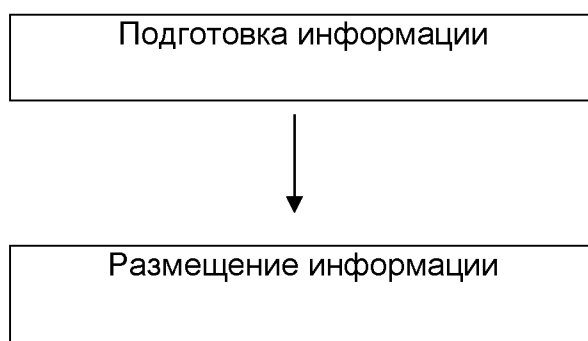 Подготовка информации
Размещение информации